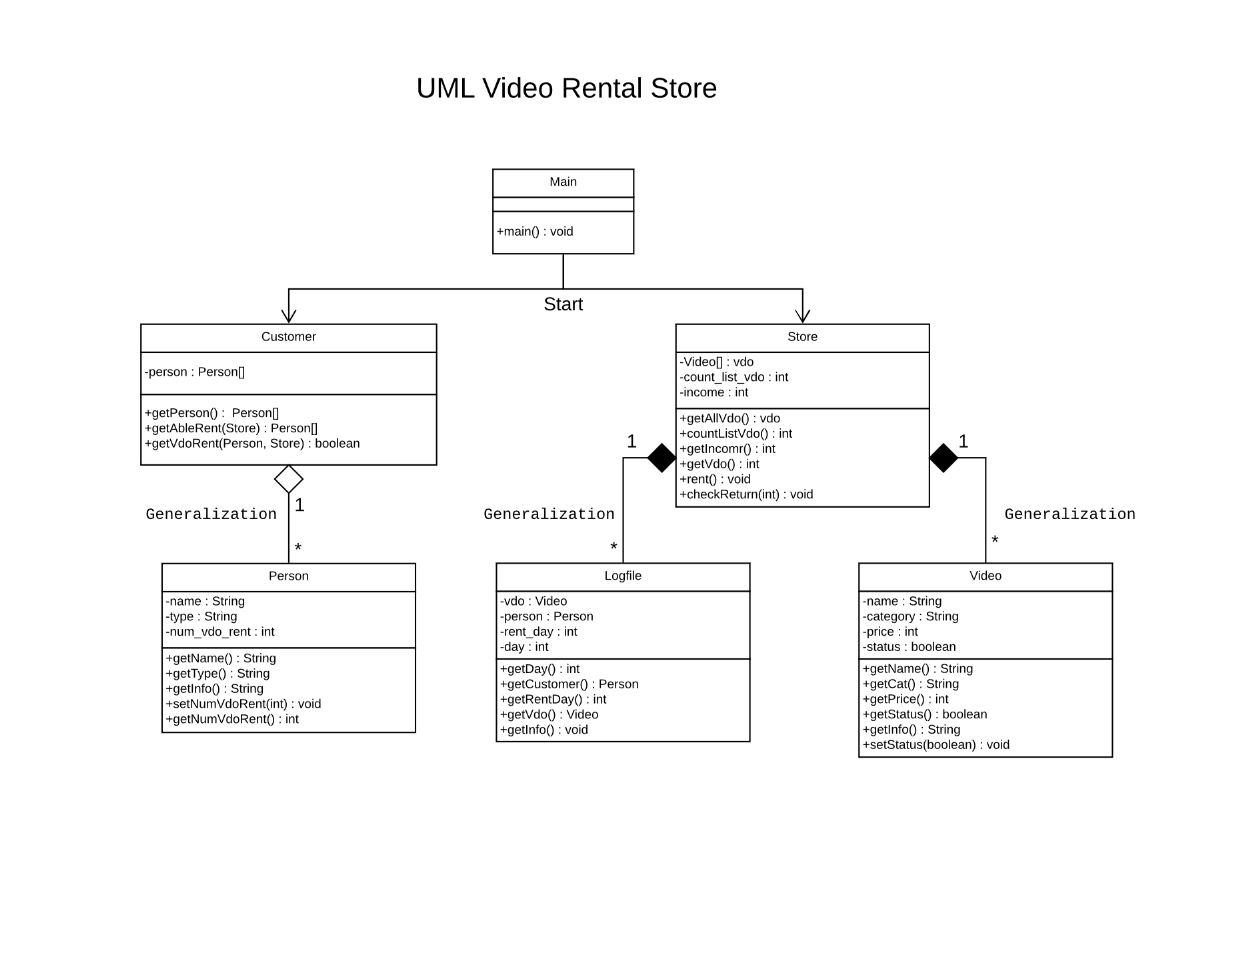 UML Video Rental Store
Main
+main() : void
Start
Customer
-person : Person[]
+getPerson() :  Person[]
+getAbleRent(Store) : Person[]
+getVdoRent(Person, Store) : boolean
Store
-Video[] : vdo
-count_list_vdo : int
-income : int
+getAllVdo() : vdo
+countListVdo() : int
+getIncomr() : int
+getVdo() : int
+rent() : void
+checkReturn(int) : void
1
1
1
Generalization
Generalization
Generalization
*
*
*
Person
-name : String
-type : String
-num_vdo_rent : int
+getName() : String
+getType() : String
+getInfo() : String
+setNumVdoRent(int) : void
+getNumVdoRent() : int
Logfile
-vdo : Video
-person : Person
-rent_day : int
-day : int
+getDay() : int
+getCustomer() : Person
+getRentDay() : int
+getVdo() : Video
+getInfo() : void
Video
-name : String
-category : String
-price : int
-status : boolean
+getName() : String
+getCat() : String
+getPrice() : int
+getStatus() : boolean
+getInfo() : String
+setStatus(boolean) : void